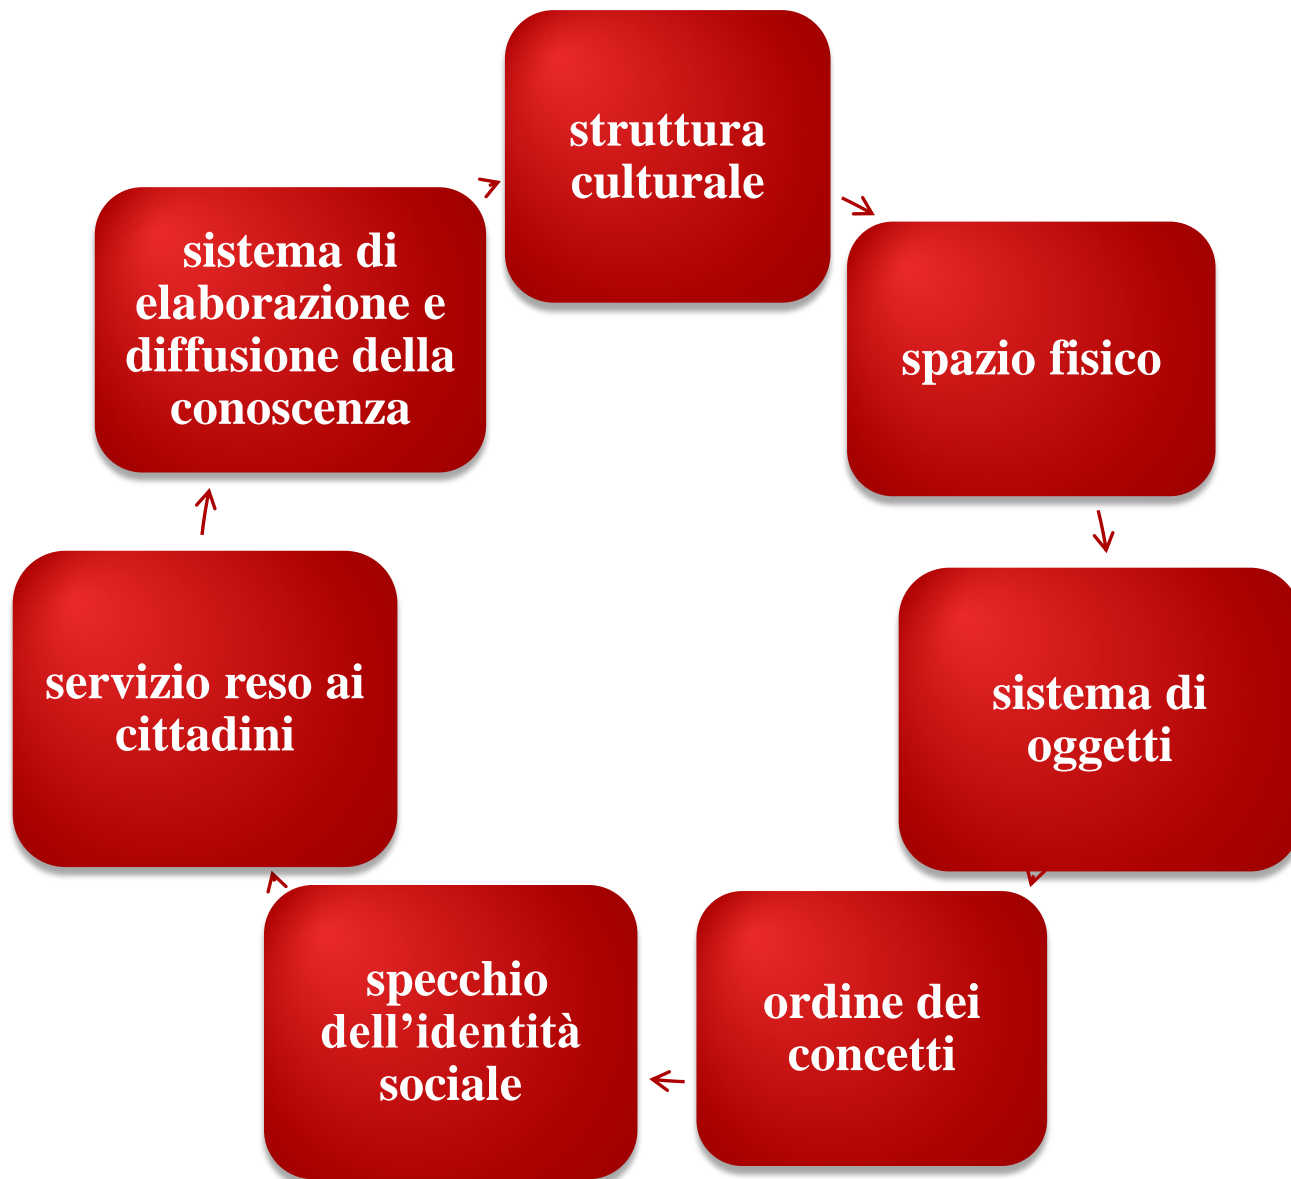 struttura
culturale
spazio fisico
sistema di
oggetti
ordine dei
concetti
specchio
dell’identità
sociale
servizio reso ai
cittadini
sistema di
elaborazione e
diffusione della
conoscenza